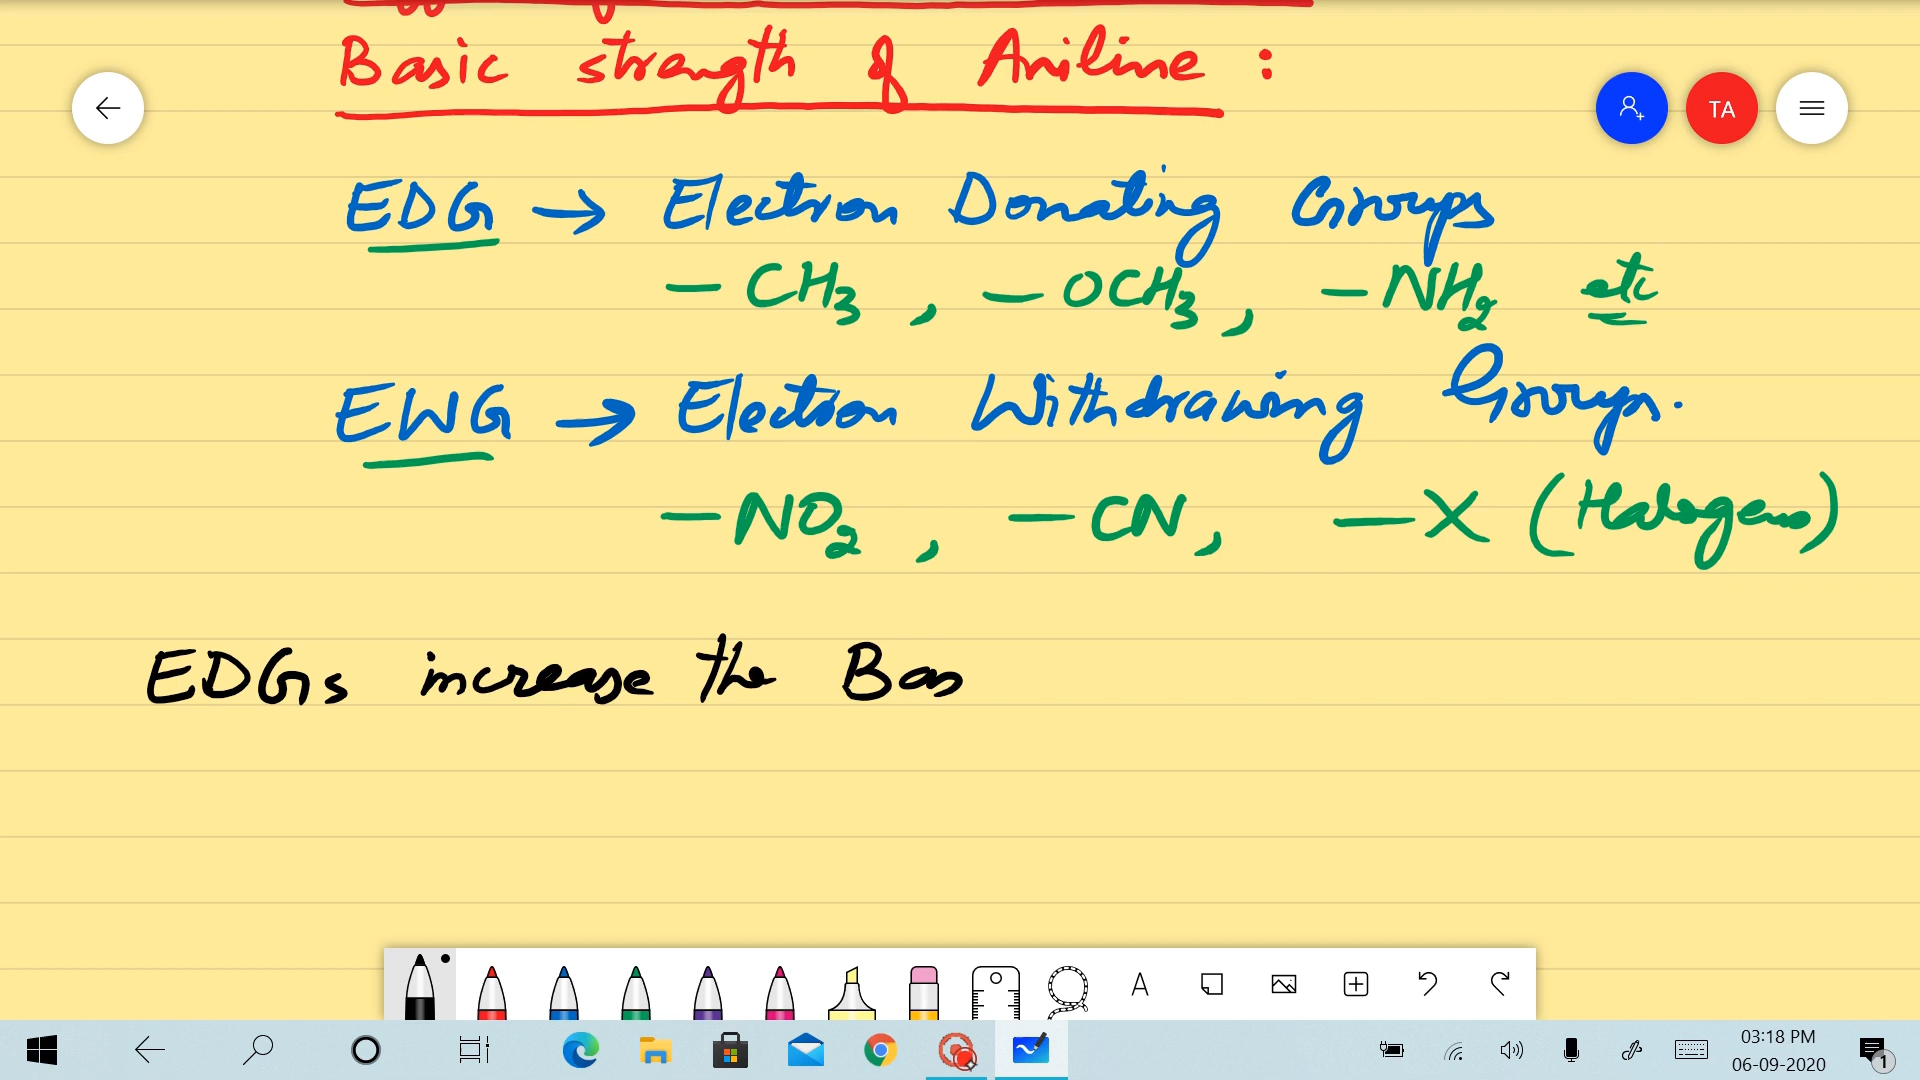 Basic strength of Aniline :
TA
EDG → Electron Donating Groups
- CH3 , - OCH3 , - NH2 etc
EWG → Electron Withdrawing Groups.
- NO2 , - CN , - X (Halogens)
EDGs increase the Bas
A
03:18 PM
06-09-2020
1